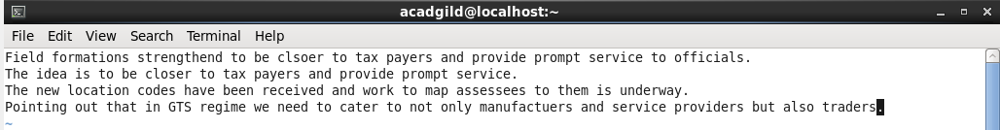 acadgild@localhost:~
File Edit View Search Terminal Help
Field formations strengthend to be clsoer to tax payers and provide prompt service to officials.
The idea is to be closer to tax payers and provide prompt service.
The new location codes have been received and work to map assessees to them is underway.
Pointing out that in GTS regime we need to cater to not only manufactuers and service providers but also traders.
~